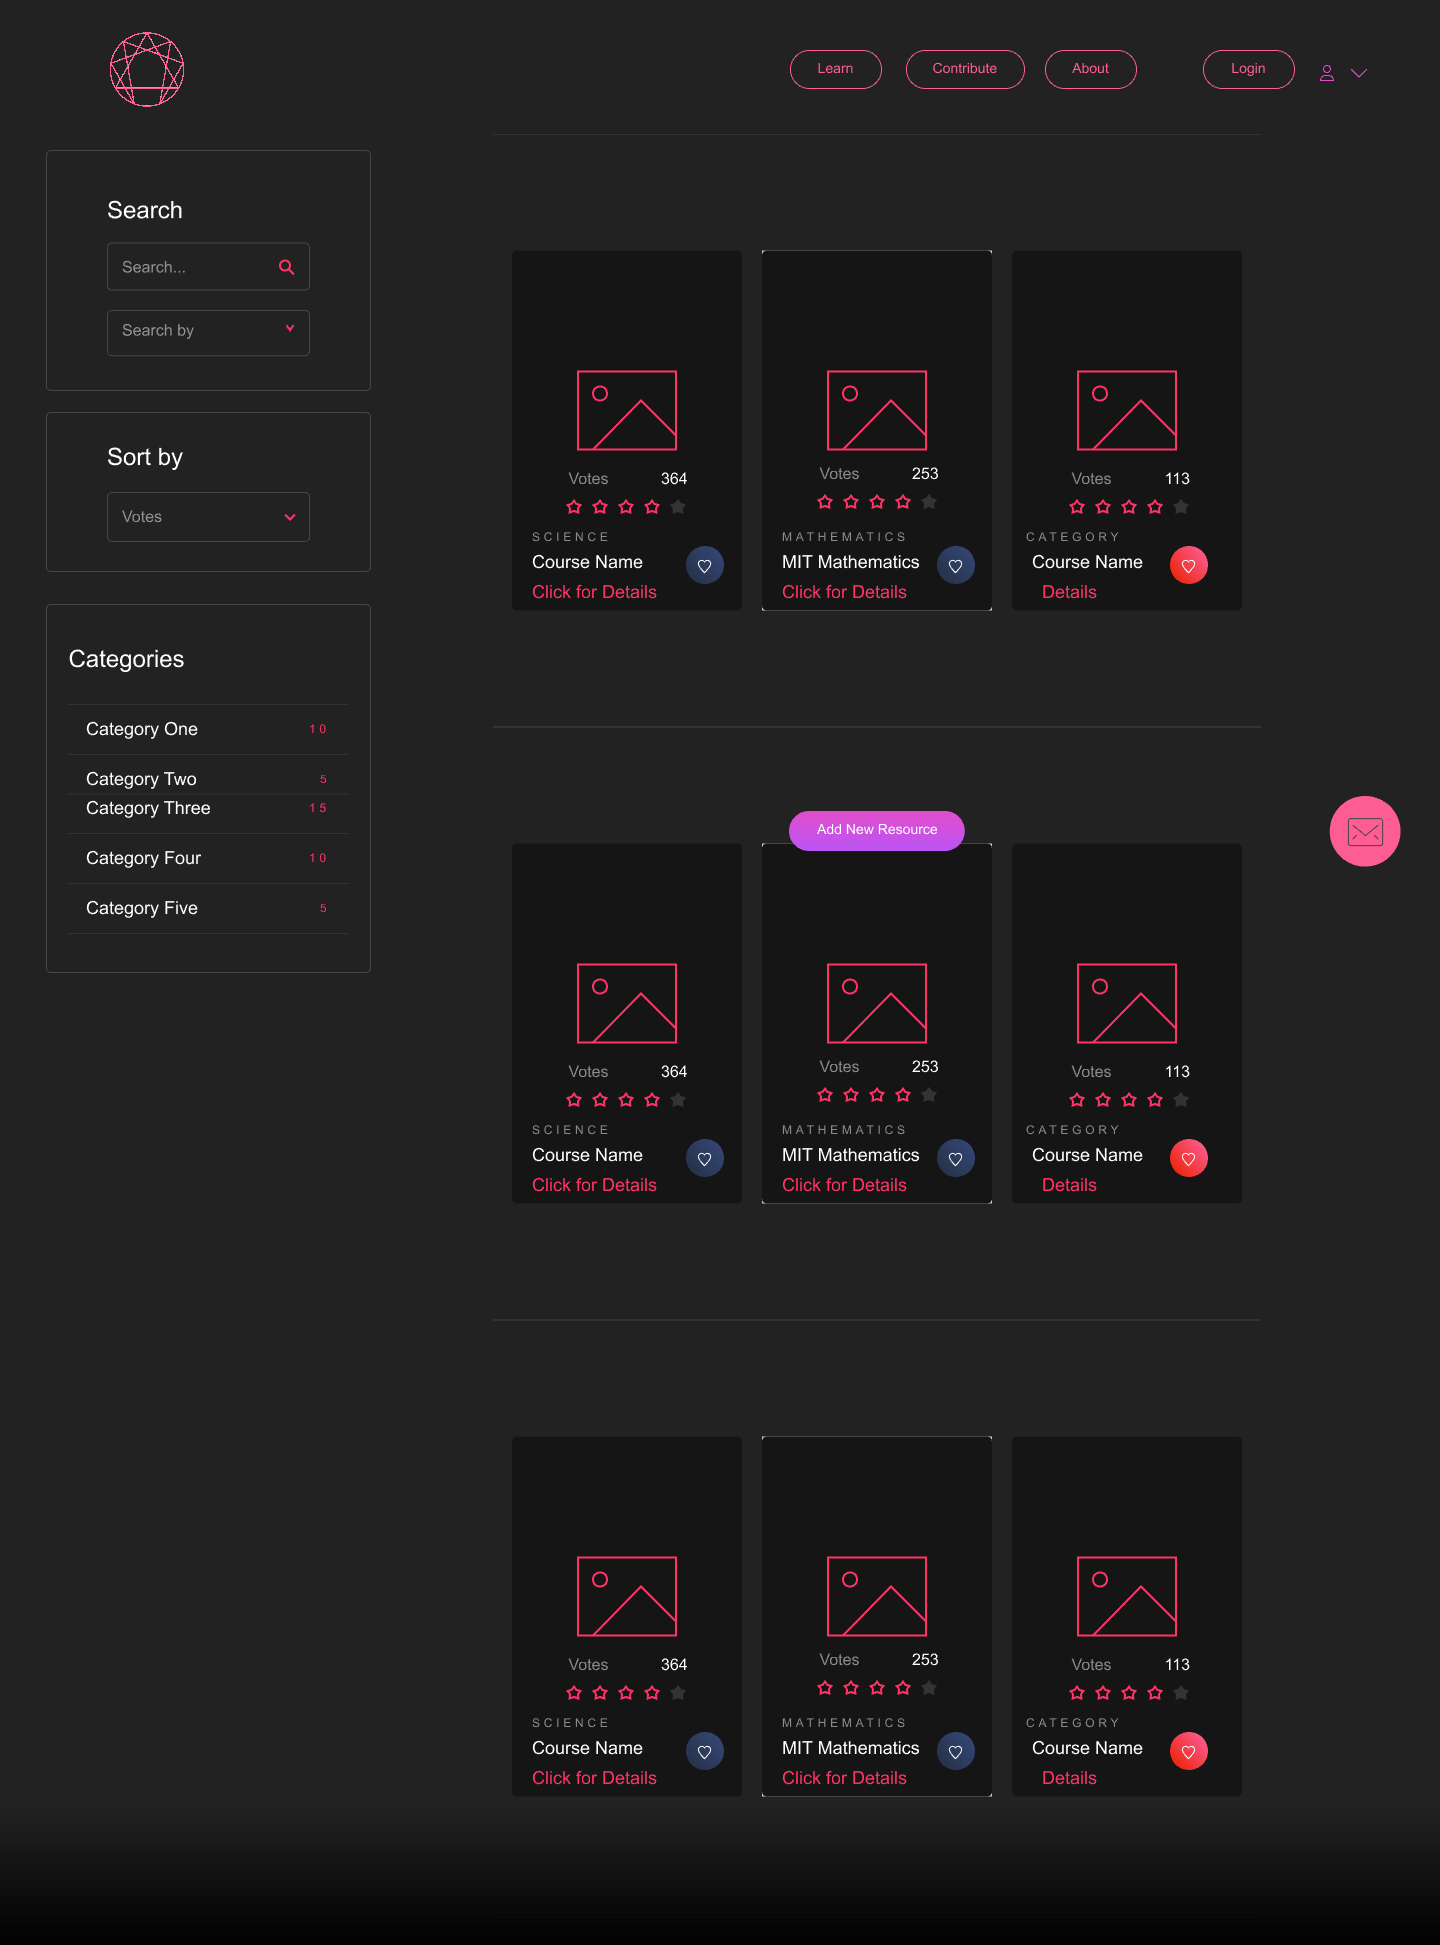 Learn Contribute About Login
Search
Search...
Search by
Sort by
Votes
Categories
Category One 10
Category Two 5
Category Three 15
Category Four 10
Category Five 5
Votes 364
SCIENCE
Course Name
Click for Details
Votes 253
MATHEMATICS
MIT Mathematics
Click for Details
Votes 113
CATEGORY
Course Name
Details
Add New Resource
Votes 364
SCIENCE
Course Name
Click for Details
Votes 253
MATHEMATICS
MIT Mathematics
Click for Details
Votes 113
CATEGORY
Course Name
Details
Votes 364
SCIENCE
Course Name
Click for Details
Votes 253
MATHEMATICS
MIT Mathematics
Click for Details
Votes 113
CATEGORY
Course Name
Details